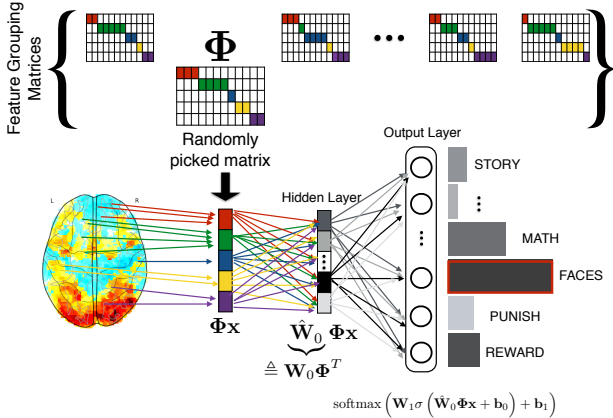 Feature Grouping
Matrices
Φ
Randomly
picked matrix
Output Layer
Hidden Layer
L
R
STORY
MATH
FACES
PUNISH
REWARD
Φx
Ŵ₀ Φx
≜ W₀Φᵀ
softmax (W₁σ (Ŵ₀Φx + b₀) + b₁)